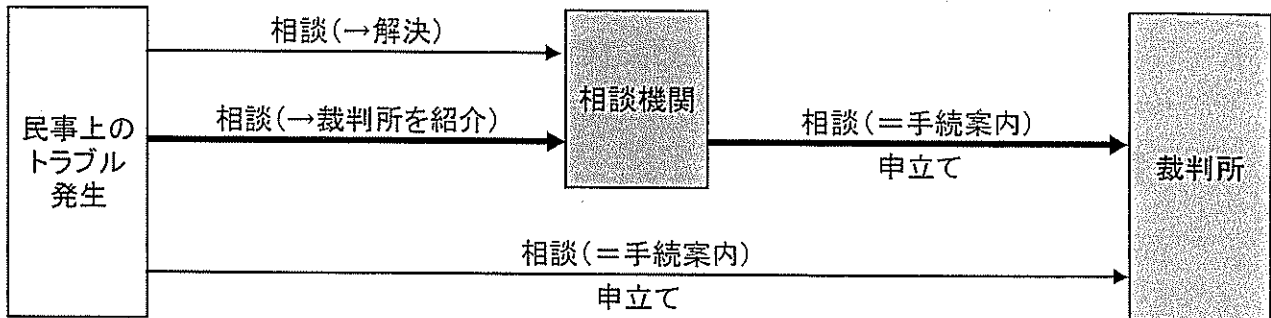 民事上の
トラブル
発生
相談(→解決)
相談(→裁判所を紹介)
相談機関
相談(=手続案内)
申立て
相談(=手続案内)
申立て
裁判所